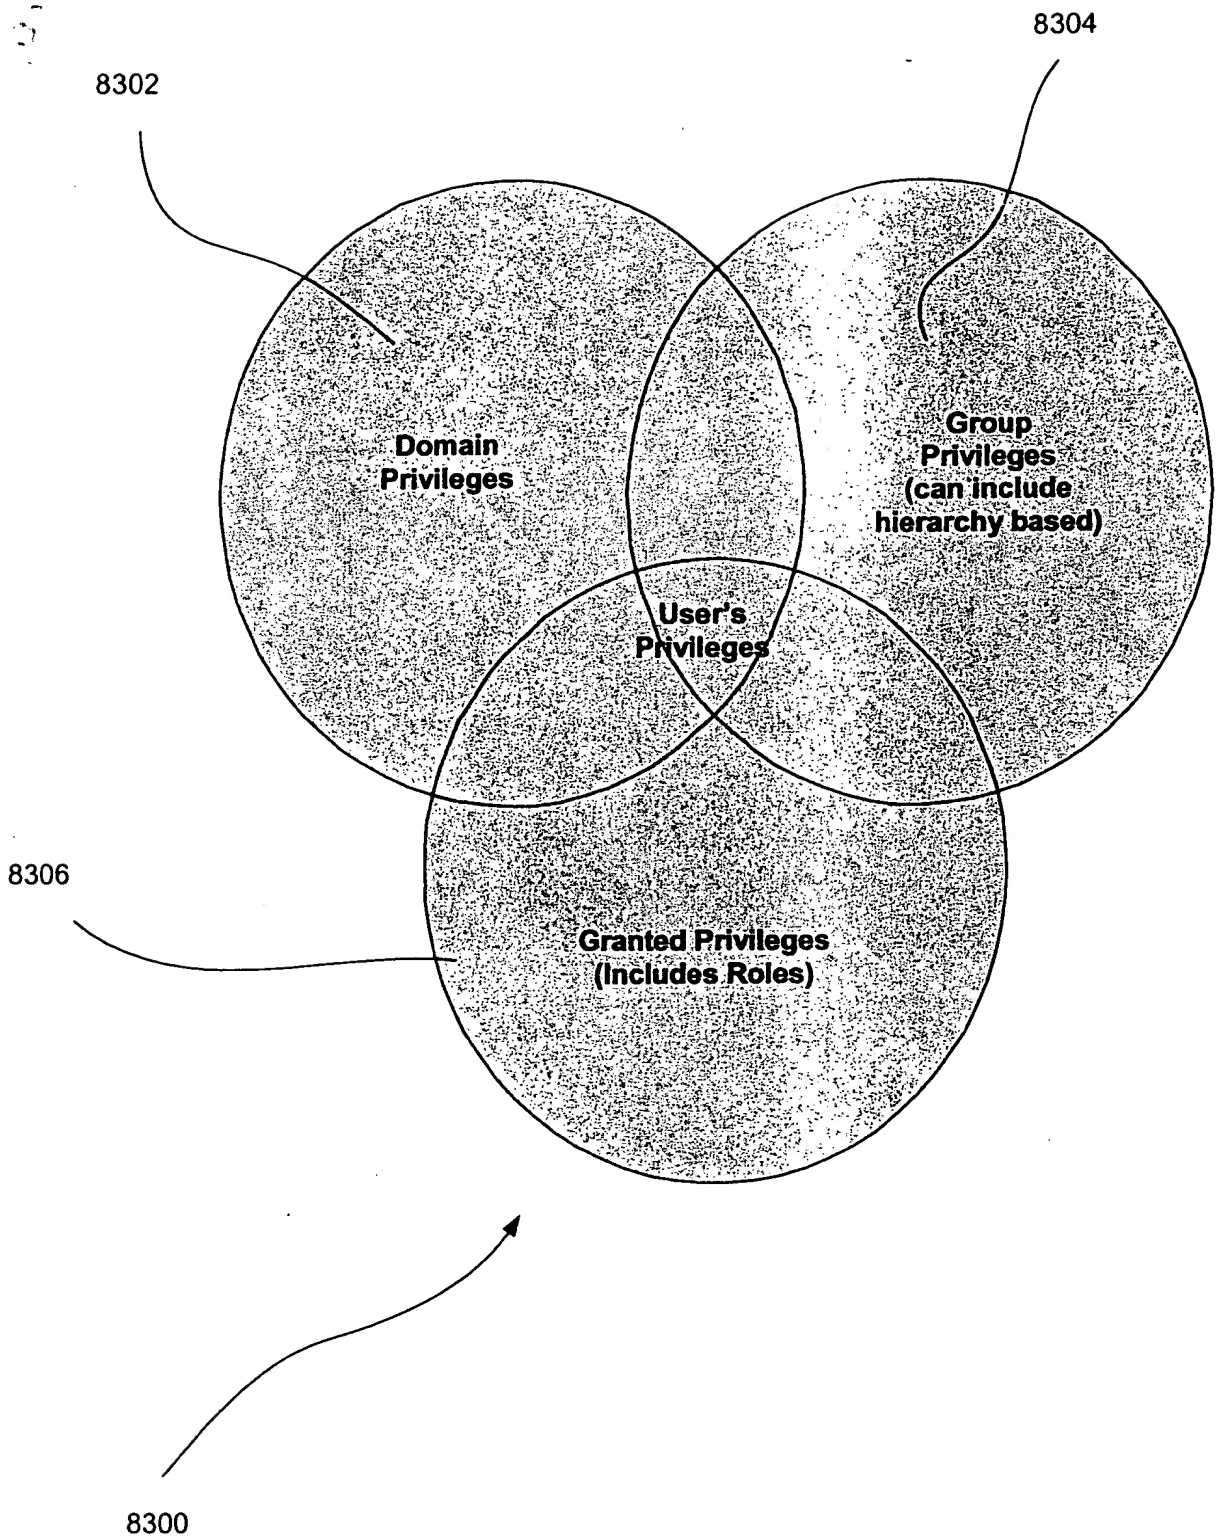 8304
8302
Domain
Privileges
Group
Privileges
(can include
hierarchy based)
User's
Privileges
8306
Granted Privileges
(Includes Roles)
8300